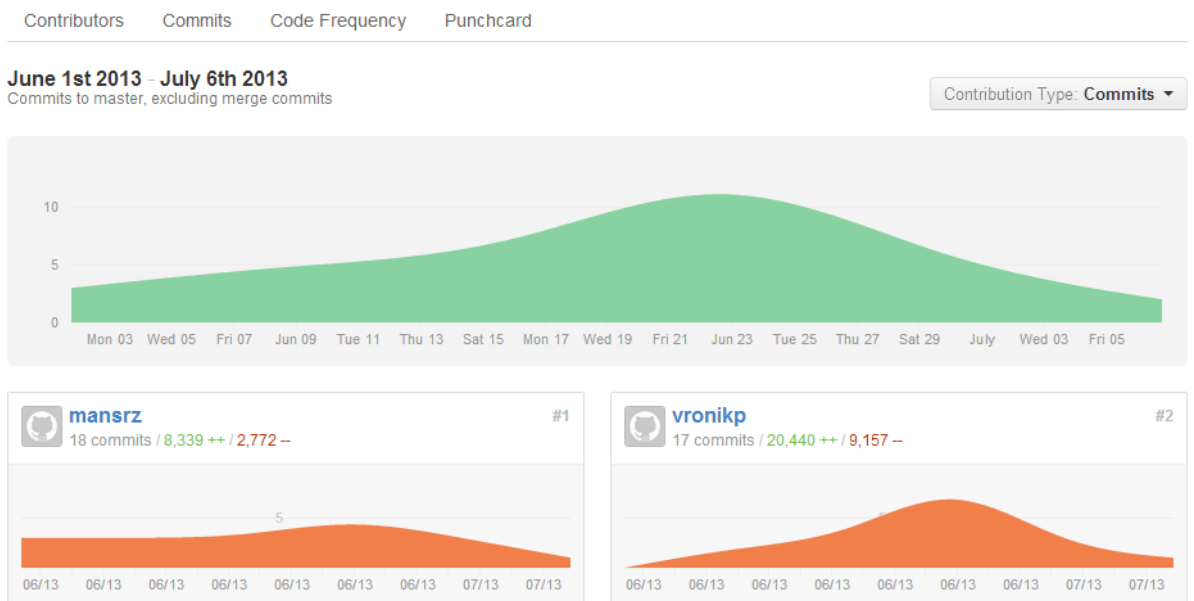 Contributors Commits Code Frequency Punchcard
June 1st 2013 - July 6th 2013
Commits to master, excluding merge commits
Contribution Type: Commits
10
5
0
Mon 03 Wed 05 Fri 07 Jun 09 Tue 11 Thu 13 Sat 15 Mon 17 Wed 19 Fri 21 Jun 23 Tue 25 Thu 27 Sat 29 July Wed 03 Fri 05
mansrz #1
18 commits / 8,339 ++ / 2,772 --
5
06/13 06/13 06/13 06/13 06/13 06/13 06/13 07/13 07/13
vronikp #2
17 commits / 20,440 ++ / 9,157 --
06/13 06/13 06/13 06/13 06/13 06/13 06/13 07/13 07/13